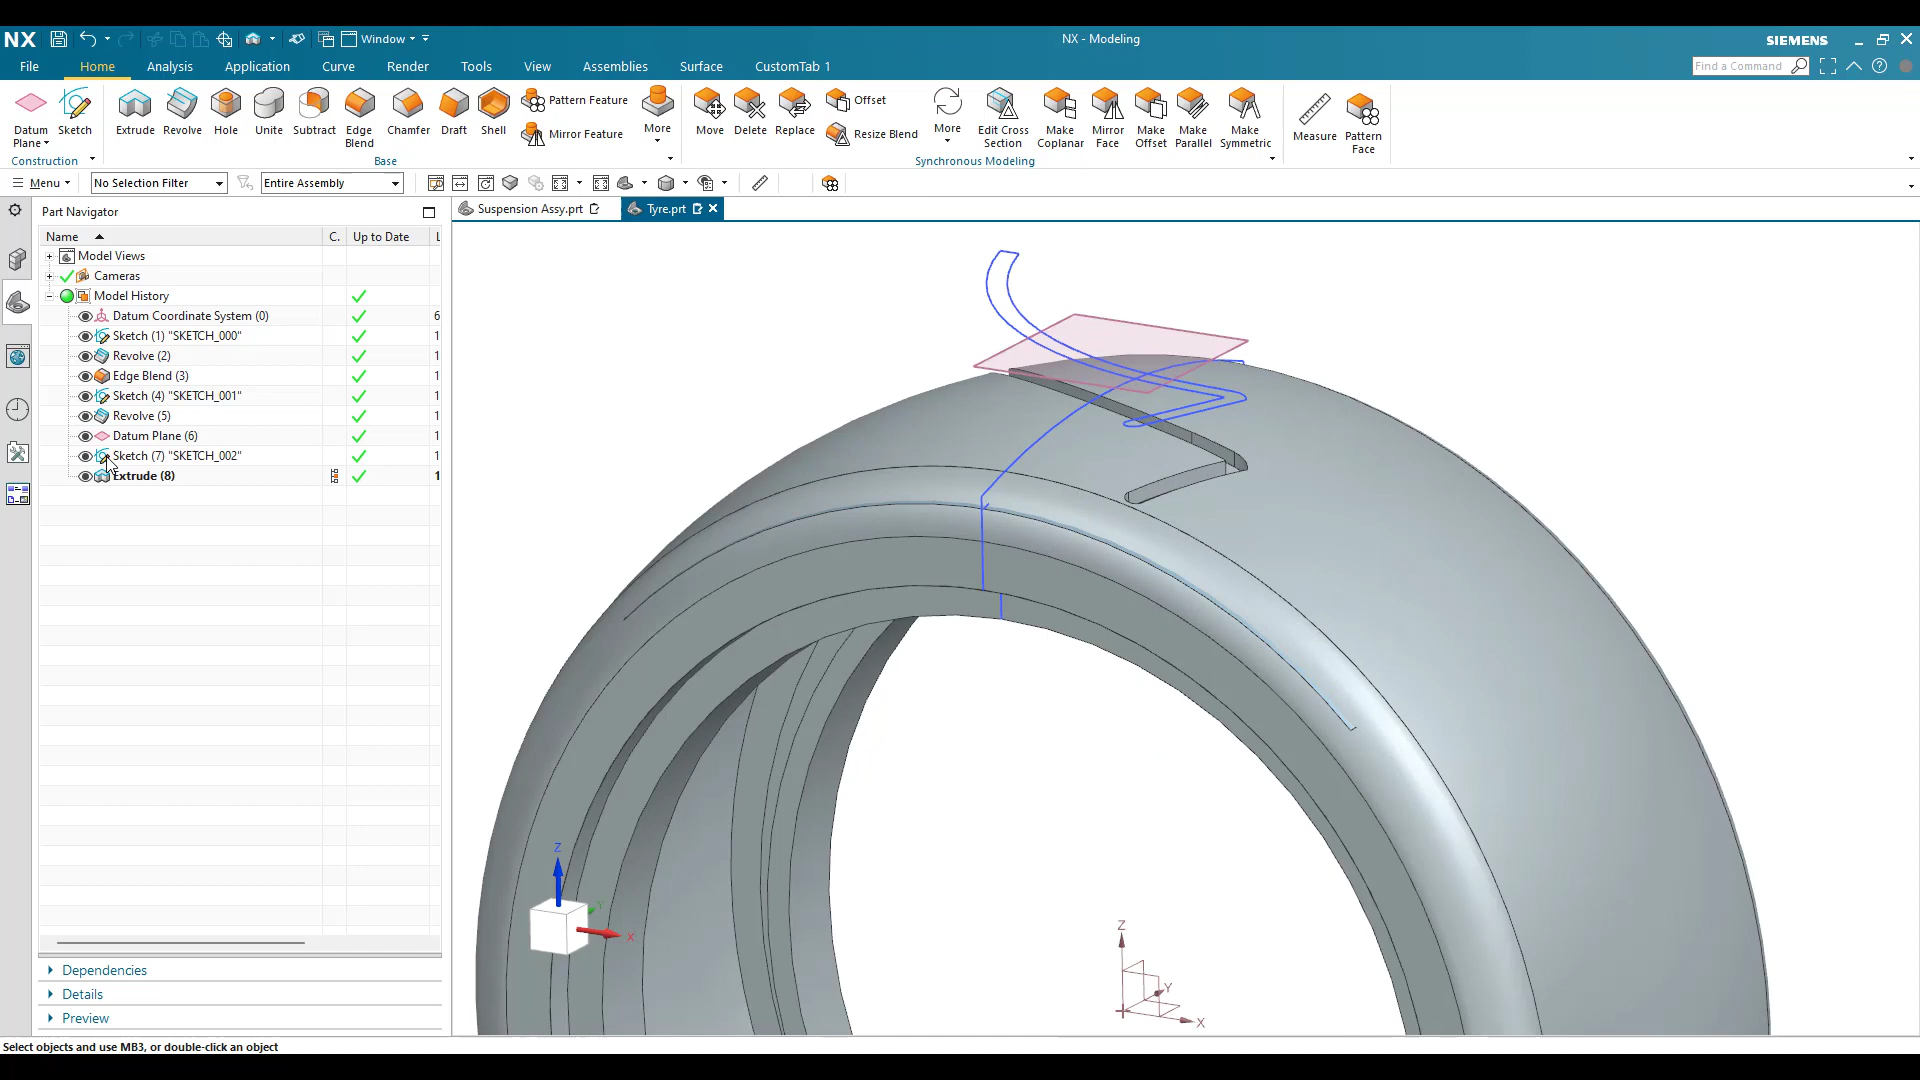 NX Window NX - Modeling SIEMENS
File Home Analysis Application Curve Render Tools View Assemblies Surface CustomTab 1 Find a Command
Datum Plane Sketch Extrude Revolve Hole Unite Subtract Edge Blend Chamfer Draft Shell Pattern Feature Mirror Feature More Move Delete Replace Offset Resize Blend More Edit Cross Section Make Coplanar Mirror Face Make Offset Make Parallel Make Symmetric Measure Pattern Face
Construction Base Synchronous Modeling
Menu No Selection Filter Entire Assembly
Part Navigator Suspension Assy.prt Tyre.prt
Name C. Up to Date L
Model Views
Cameras
Model History
Datum Coordinate System (0) 6
Sketch (1) "SKETCH_000" 1
Revolve (2) 1
Edge Blend (3) 1
Sketch (4) "SKETCH_001" 1
Revolve (5) 1
Datum Plane (6) 1
Sketch (7) "SKETCH_002" 1
Extrude (8) 1
Z
Y
X
Z
Y
X
Dependencies
Details
Preview
Select objects and use MB3, or double-click an object